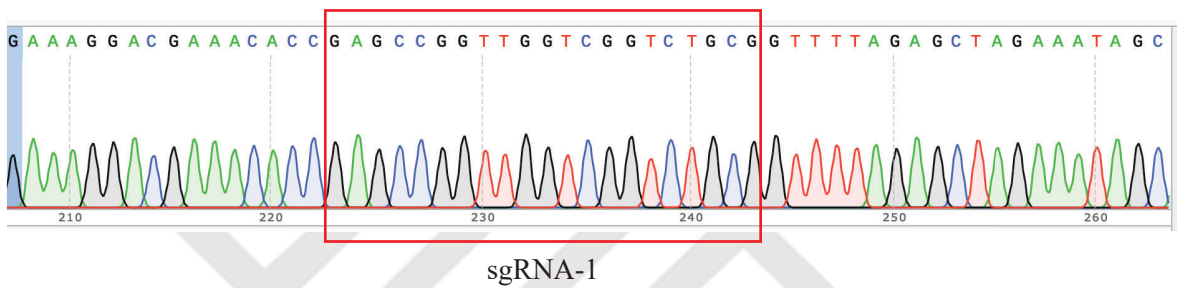 G A A A G G A C G A A A C A C C G A G C C G G T T G G T C G G T C T G C G G T T T T A G A G C T A G A A A T A G C
210 220 230 240 250 260
sgRNA-1